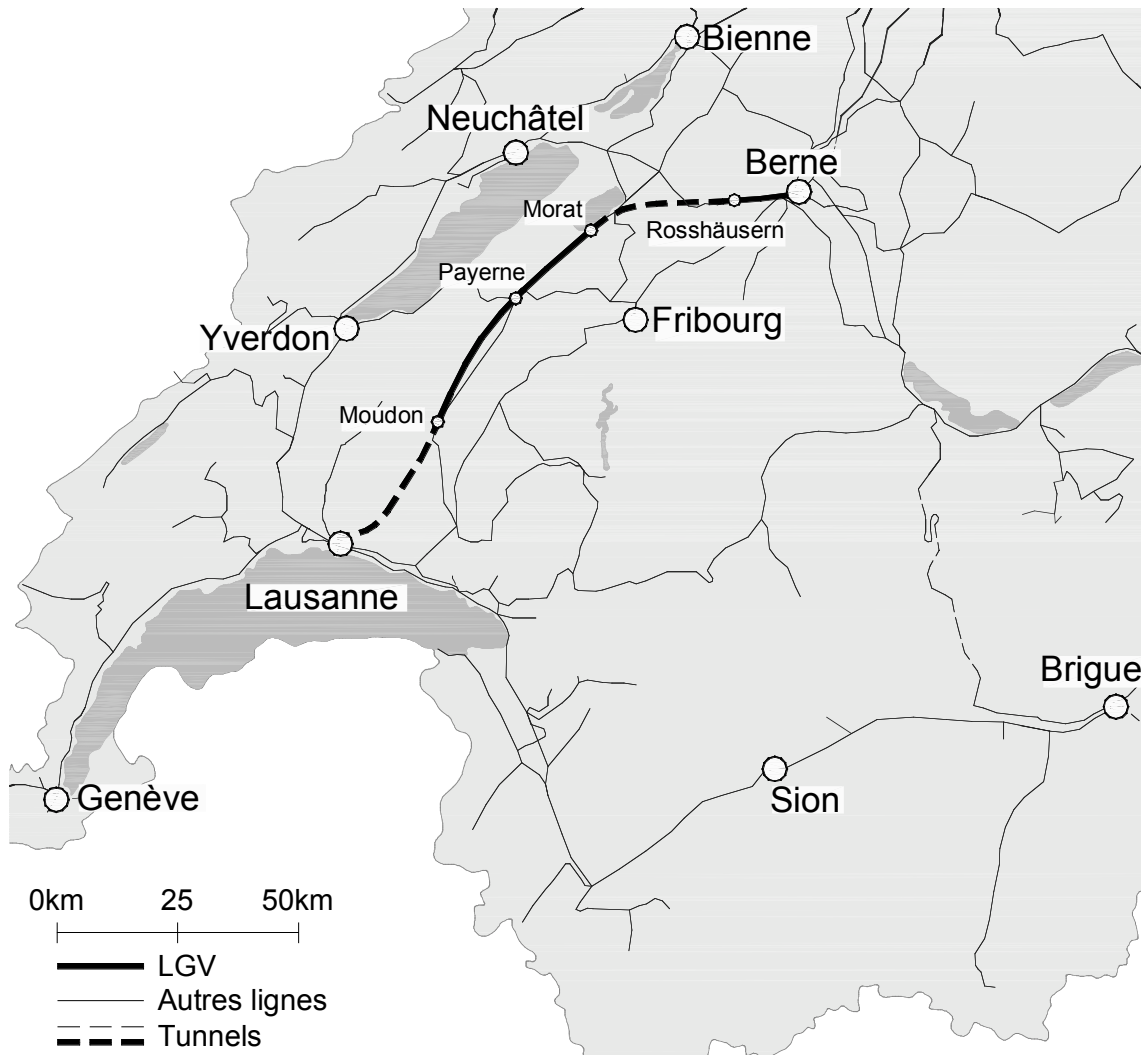 Bienne
Neuchâtel
Berne
Morat
Rosshäusern
Payerne
Yverdon
Fribourg
Moudon
Lausanne
Brigue
Genève
Sion
0km 25 50km
LGV
Autres lignes
Tunnels